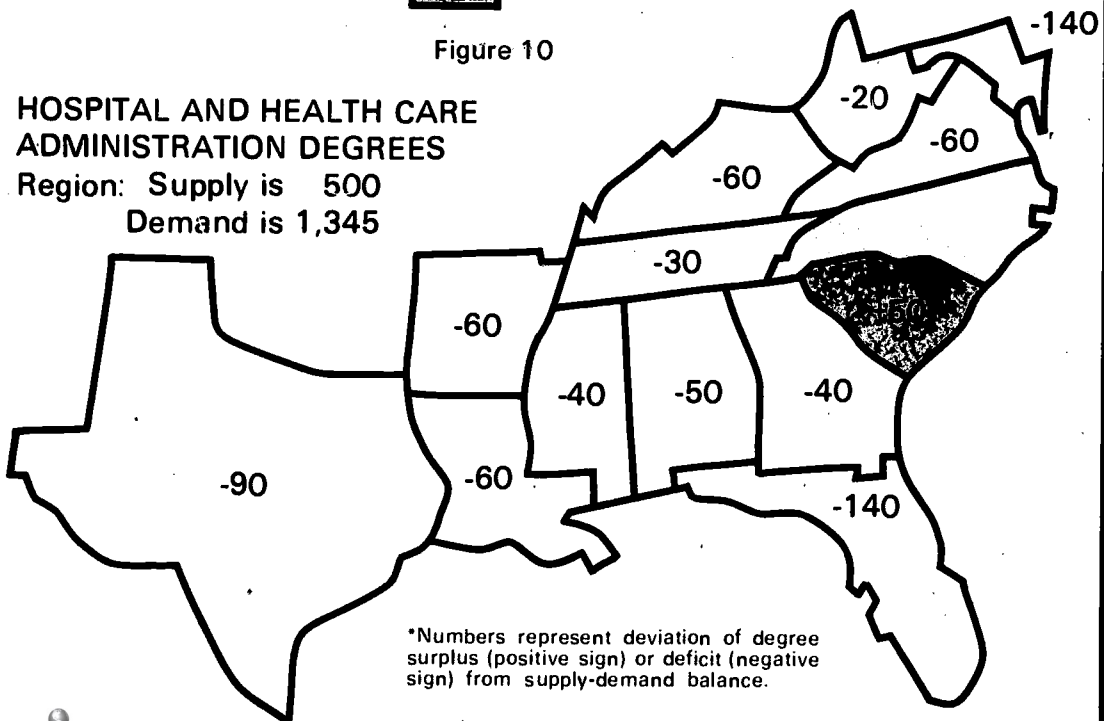 Figure 10
HOSPITAL AND HEALTH CARE
ADMINISTRATION DEGREES
Region: Supply is 500
Demand is 1,345
-140
-20
-60
-60
-30
-60
-40
-50
-40
-90
-60
-140
*Numbers represent deviation of degree
surplus (positive sign) or deficit (negative
sign) from supply-demand balance.